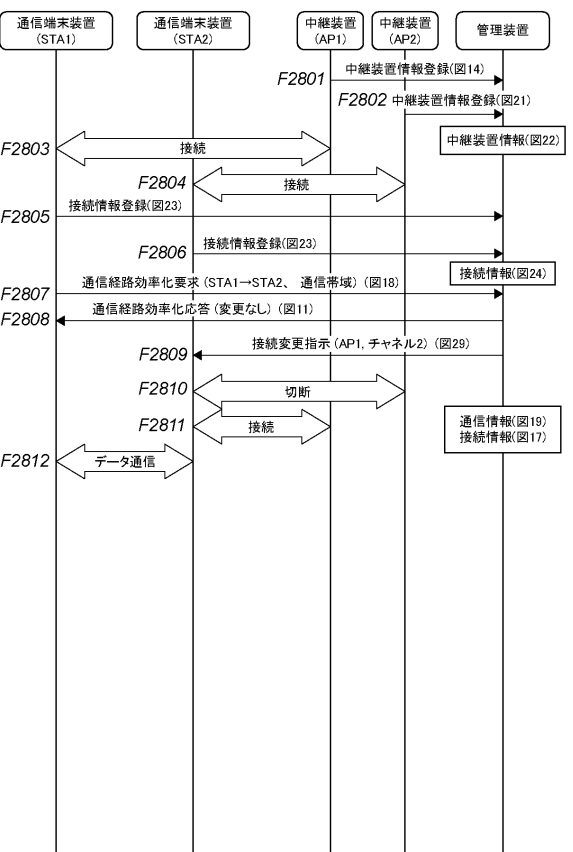 通信端末装置
(STA1)
通信端末装置
(STA2)
中継装置
(AP1)
中継装置
(AP2)
管理装置
F2801
中継装置情報登録(図14)
F2802
中継装置情報登録(図21)
中継装置情報(図22)
F2803
接続
F2804
接続
F2805
接続情報登録(図23)
F2806
接続情報登録(図23)
接続情報(図24)
F2807
通信経路効率化要求 (STA1→STA2、 通信帯域) (図18)
F2808
通信経路効率化応答 (変更なし) (図11)
F2809
接続変更指示 (AP1, チャネル2) (図29)
F2810
切断
F2811
接続
通信情報(図19)
接続情報(図17)
F2812
データ通信